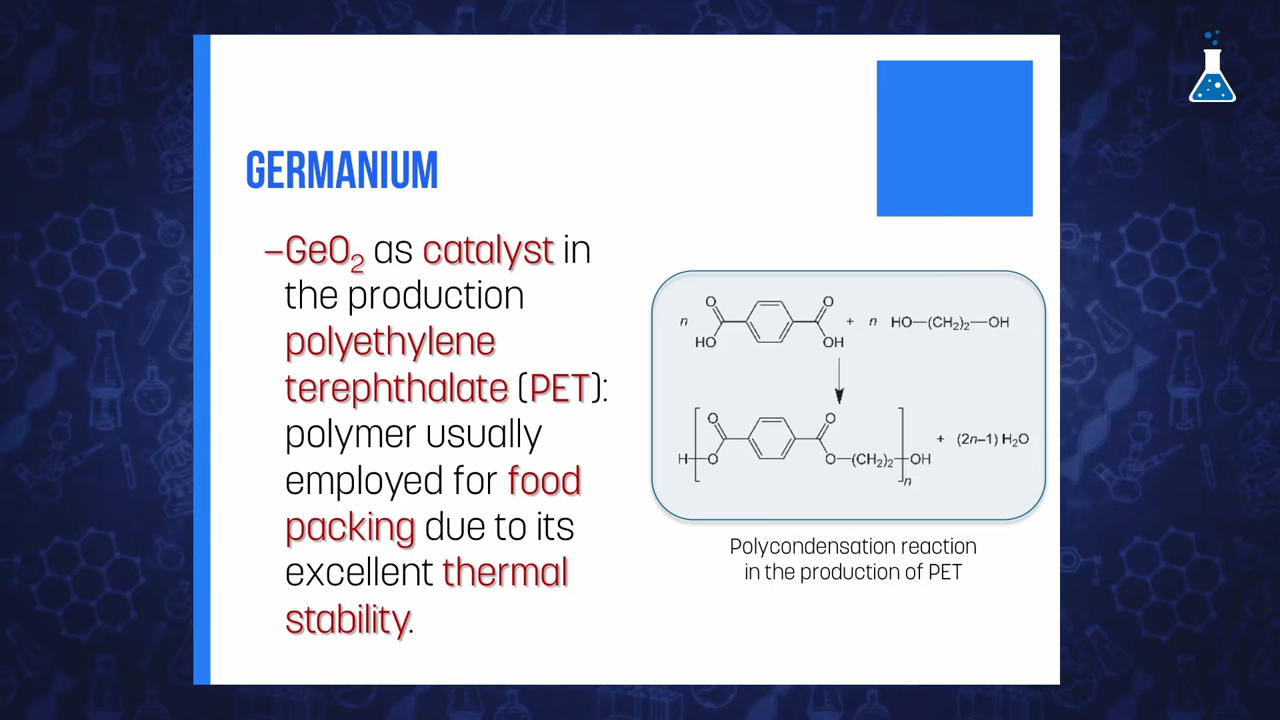 GERMANIUM
–GeO₂ as catalyst in
the production
polyethylene
terephthalate (PET):
polymer usually
employed for food
packing due to its
excellent thermal
stability.
n O HO O OH + n HO—(CH₂)₂—OH
H O O O O—(CH₂)₂ OH n + (2n–1) H₂O
Polycondensation reaction
in the production of PET